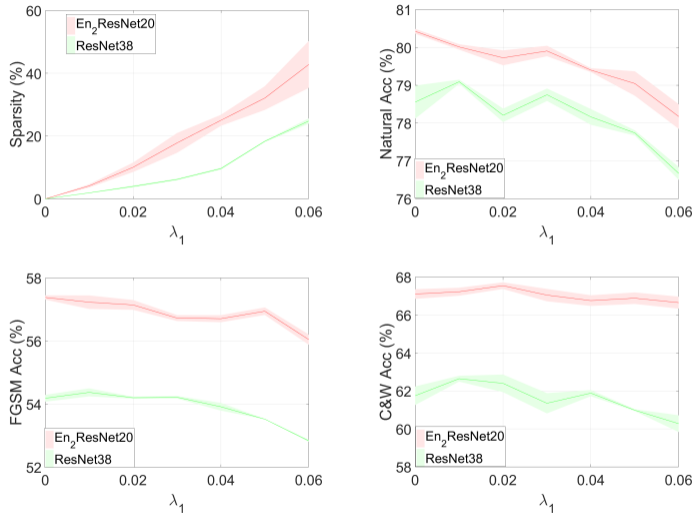 60
40
20
0
Sparsity (%)
En2ResNet20
ResNet38
0 0.02 0.04 0.06
λ1
81
80
79
78
77
76
Natural Acc (%)
En2ResNet20
ResNet38
0 0.02 0.04 0.06
λ1
58
56
54
52
FGSM Acc (%)
En2ResNet20
ResNet38
0 0.02 0.04 0.06
λ1
68
66
64
62
60
58
C&W Acc (%)
En2ResNet20
ResNet38
0 0.02 0.04 0.06
λ1